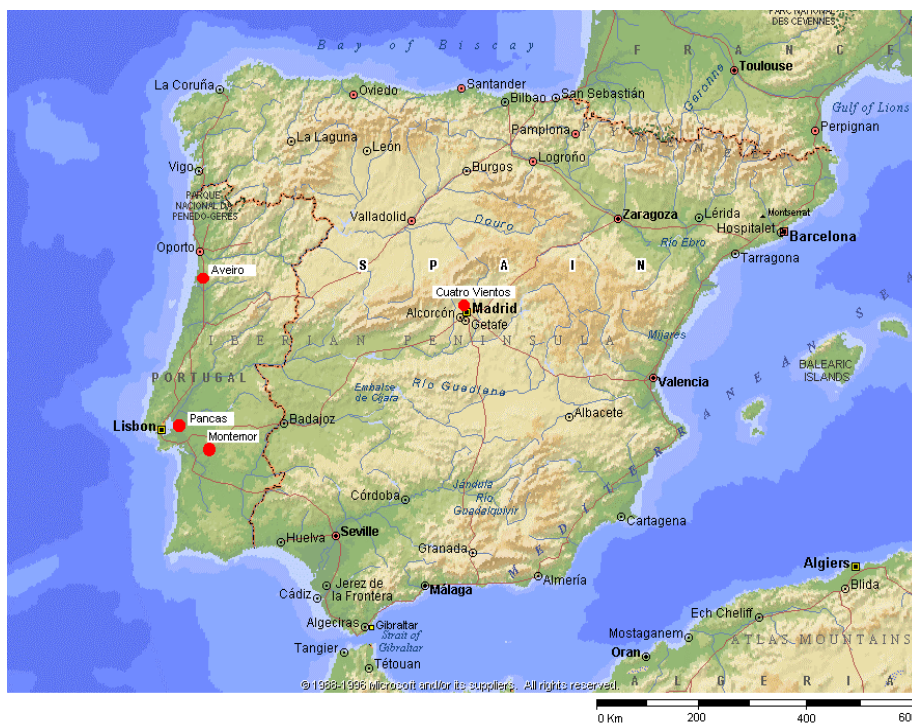 PARC NATIONAL
DES CEVENNES
Bay of Biscay
FRANCE
Toulouse
Garonne
La Coruña
Oviedo
Santander
Bilbao
San Sebastián
Gulf of Lions
Perpignan
Pamplona
La Laguna
León
Logroño
Burgos
Vigo
PARQUE
NACIONAL DA
PENEDO-GERES
Valladolid
Douro
Zaragoza
Lérida
Montserrat
Hospitalet
Barcelona
Oporto
Río Ebro
Tarragona
Aveiro
SPAIN
Cuatro Vientos
Madrid
Alcorcón
Getafe
IBERIAN PENINSULA
Mijares
MEDITERRANEAN SEA
BALEARIC
ISLANDS
PORTUGAL
Río Guadiana
Embalse
de Cijara
Valencia
Pancas
Lisbon
Badajoz
Albacete
Montemor
Jándula
Río
Guadalquivir
Córdoba
Cartagena
Seville
Huelva
Granada
Algiers
Blida
Almería
Jerez de
la Frontera
Málaga
Cádiz
Ech Cheliff
Algeciras
Gibraltar
Mostaganem
Strait of
Gibraltar
ATLAS MOUNTAINS
Tangier
Oran
Tétouan
ALGERIA
© 1988-1996 Microsoft and/or its suppliers. All rights reserved.
0 Km 200 400 600